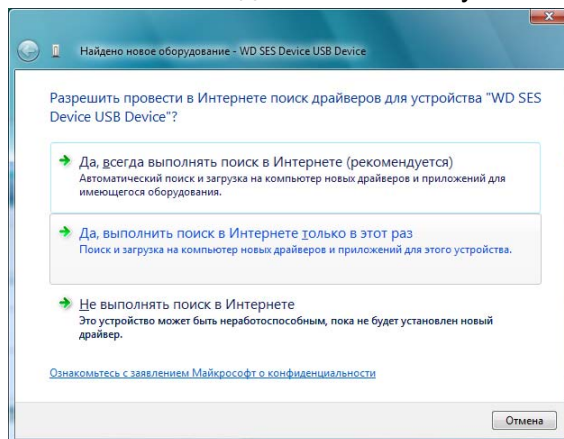 Найдено новое оборудование - WD SES Device USB Device
Разрешить провести в Интернете поиск драйверов для устройства "WD SES
Device USB Device"?
Да, всегда выполнять поиск в Интернете (рекомендуется)
Автоматический поиск и загрузка на компьютер новых драйверов и приложений для
имеющегося оборудования.
Да, выполнить поиск в Интернете только в этот раз
Поиск и загрузка на компьютер новых драйверов и приложений для этого устройства.
Не выполнять поиск в Интернете
Это устройство может быть неработоспособным, пока не будет установлен новый
драйвер.
Ознакомьтесь с заявлением Майкрософт о конфиденциальности
Отмена